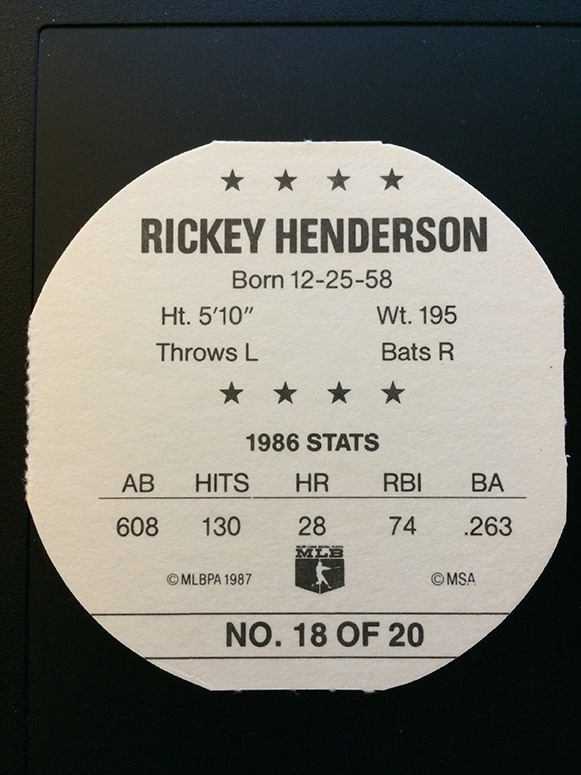 RICKEY HENDERSON
Born 12-25-58
Ht. 5'10" Wt. 195
Throws L Bats R
1986 STATS
AB HITS HR RBI BA
608 130 28 74 .263
MLB
© MLBPA 1987 © MSA
NO. 18 OF 20